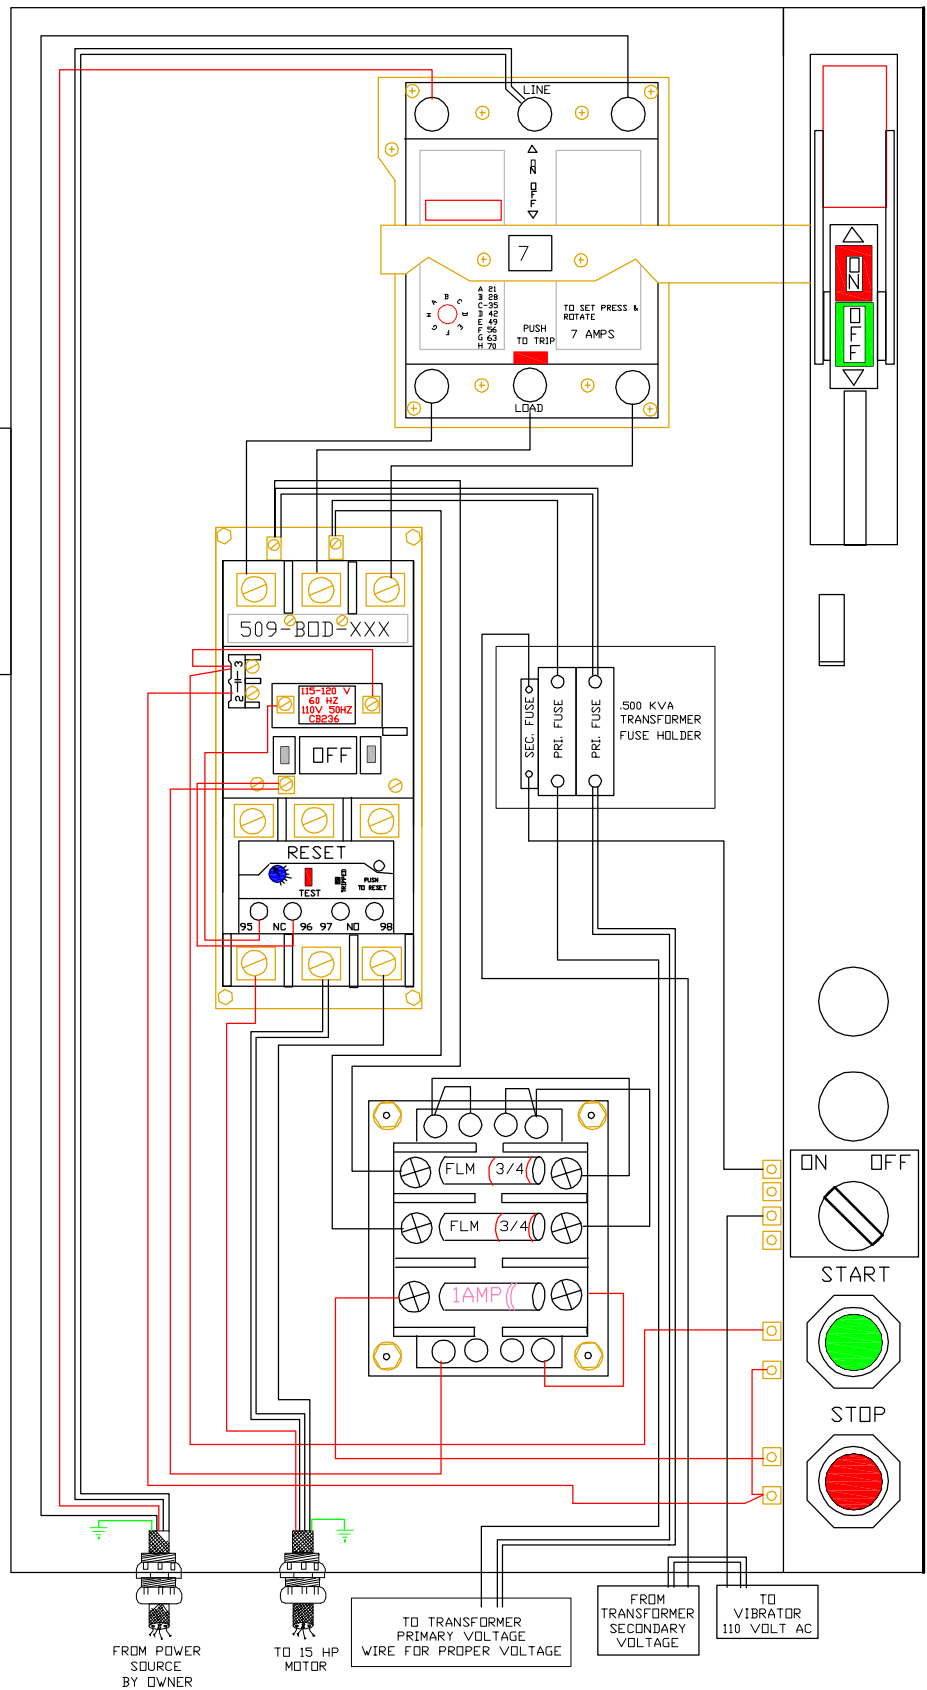 LINE
ON OFF
7
A 21
B 28
C-35
D 42
E 49
F 56
G 63
H 70
A B C D E F G H
TO SET PRESS &
ROTATE
7 AMPS
PUSH
TO TRIP
LOAD
ON
OFF
509-BOD-XXX
3
2
115-120 V
60 HZ
110V 50HZ
CB236
OFF
SEC. FUSE
PRI. FUSE
PRI. FUSE
.500 KVA
TRANSFORMER
FUSE HOLDER
RESET
TEST
TRIPPED
PUSH
TO RESET
95 NC 96 97 NO 98
FLM 3/4
FLM 3/4
1AMP
ON OFF
START
STOP
FROM POWER
SOURCE
BY OWNER
TO 15 HP
MOTOR
TO TRANSFORMER
PRIMARY VOLTAGE
WIRE FOR PROPER VOLTAGE
FROM
TRANSFORMER
SECONDARY
VOLTAGE
TO
VIBRATOR
110 VOLT AC